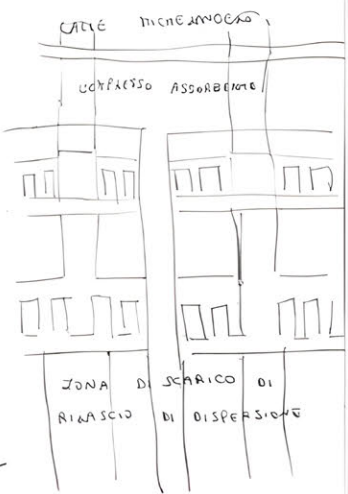 CALLE MICHELANGELO
COMPLESSO ASSORBENTE
ZONA DI SCARICO DI
RILASCIO DI DISPERSIONE